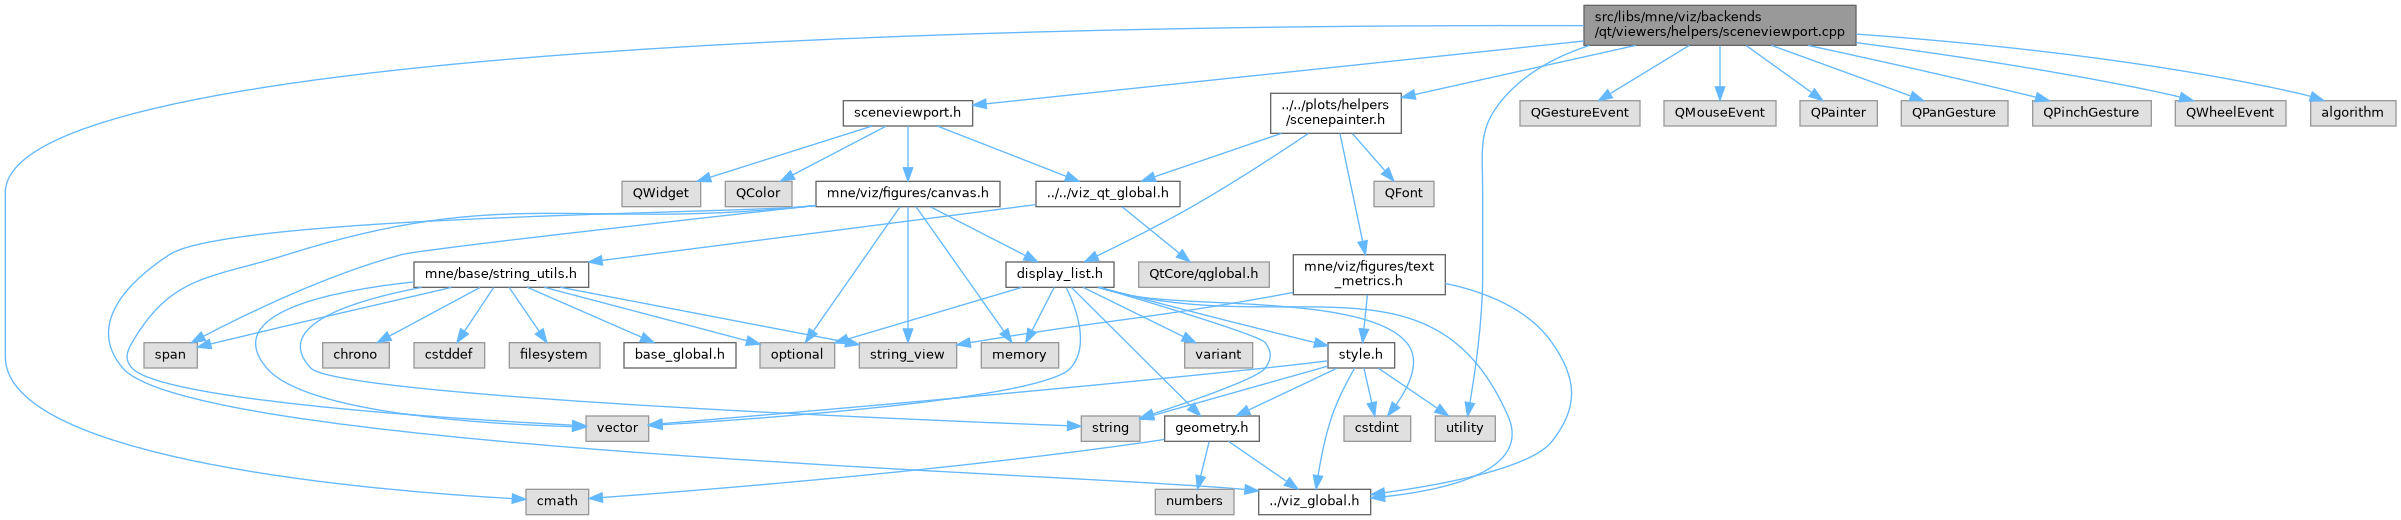 src/libs/mne/viz/backends
/qt/viewers/helpers/sceneviewport.cpp
sceneviewport.h
../../plots/helpers
/scenepainter.h
QGestureEvent
QMouseEvent
QPainter
QPanGesture
QPinchGesture
QWheelEvent
algorithm
QWidget
QColor
mne/viz/figures/canvas.h
../../viz_qt_global.h
QFont
mne/base/string_utils.h
display_list.h
QtCore/qglobal.h
mne/viz/figures/text
_metrics.h
span
chrono
cstddef
filesystem
base_global.h
optional
string_view
memory
variant
style.h
vector
string
geometry.h
cstdint
utility
cmath
numbers
../viz_global.h